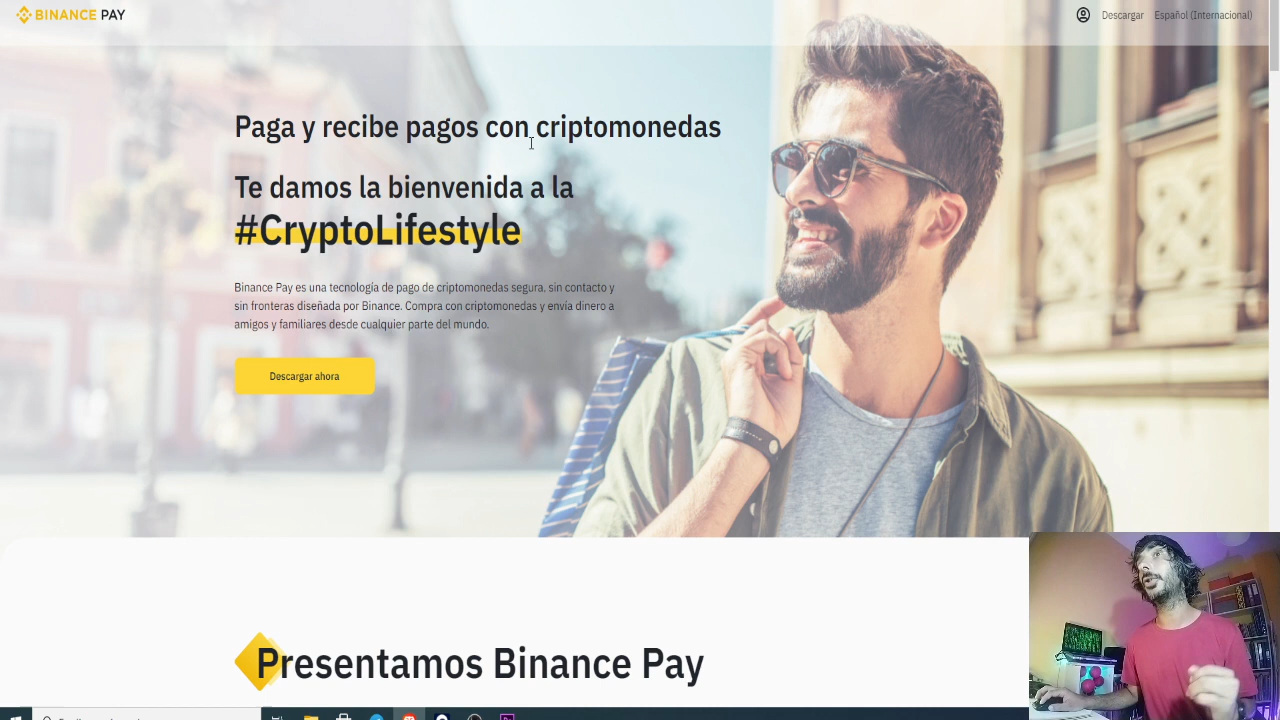 BINANCE PAY
Descargar Español (Internacional)
Paga y recibe pagos con criptomonedas
Te damos la bienvenida a la
#CryptoLifestyle
Binance Pay es una tecnología de pago de criptomonedas segura, sin contacto y
sin fronteras diseñada por Binance. Compra con criptomonedas y envía dinero a
amigos y familiares desde cualquier parte del mundo.
Descargar ahora
Presentamos Binance Pay